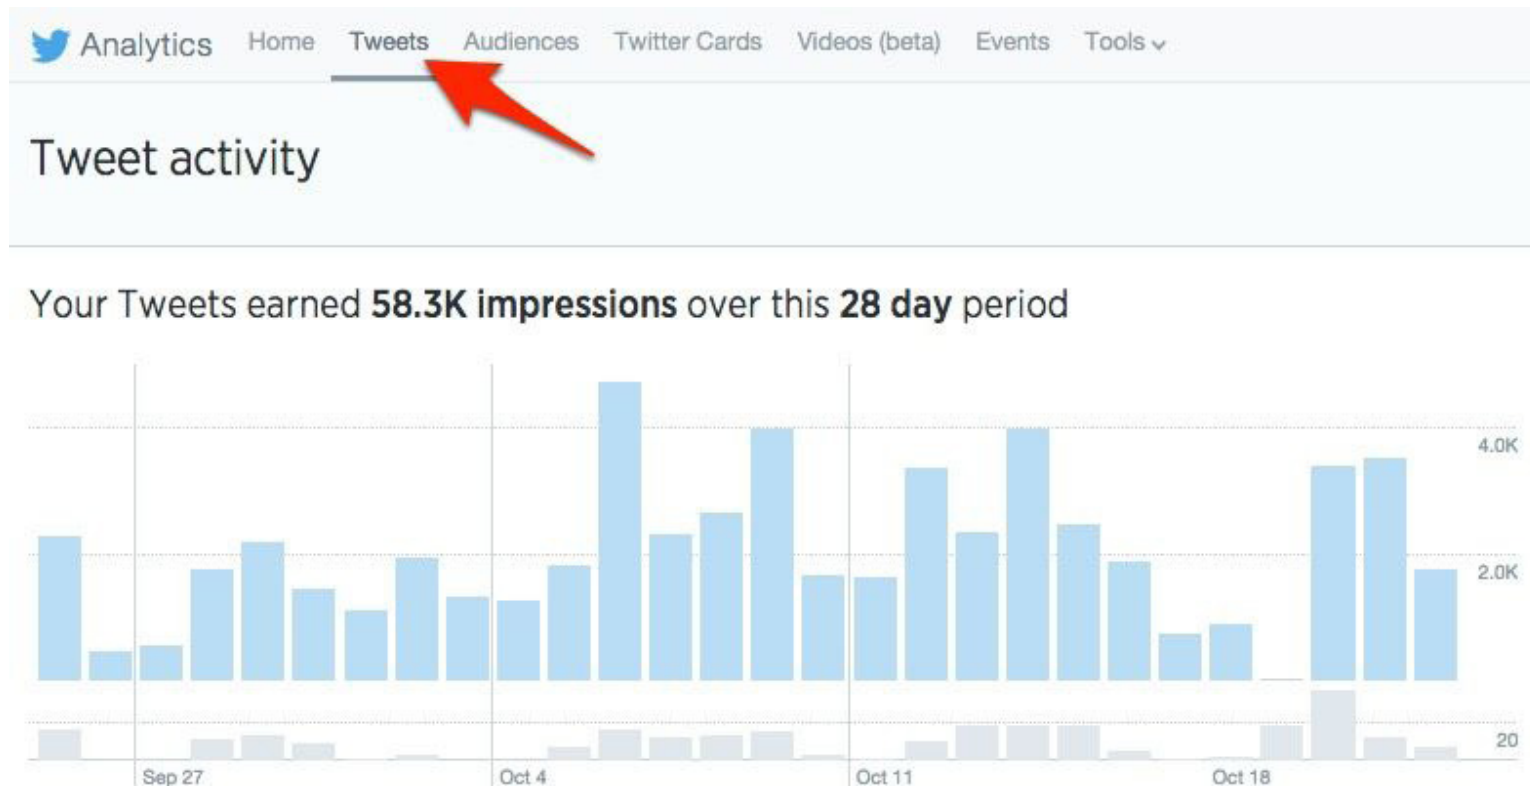 Analytics Home Tweets Audiences Twitter Cards Videos (beta) Events Tools
Tweet activity
Your Tweets earned 58.3K impressions over this 28 day period
4.0K
2.0K
20
Sep 27 Oct 4 Oct 11 Oct 18